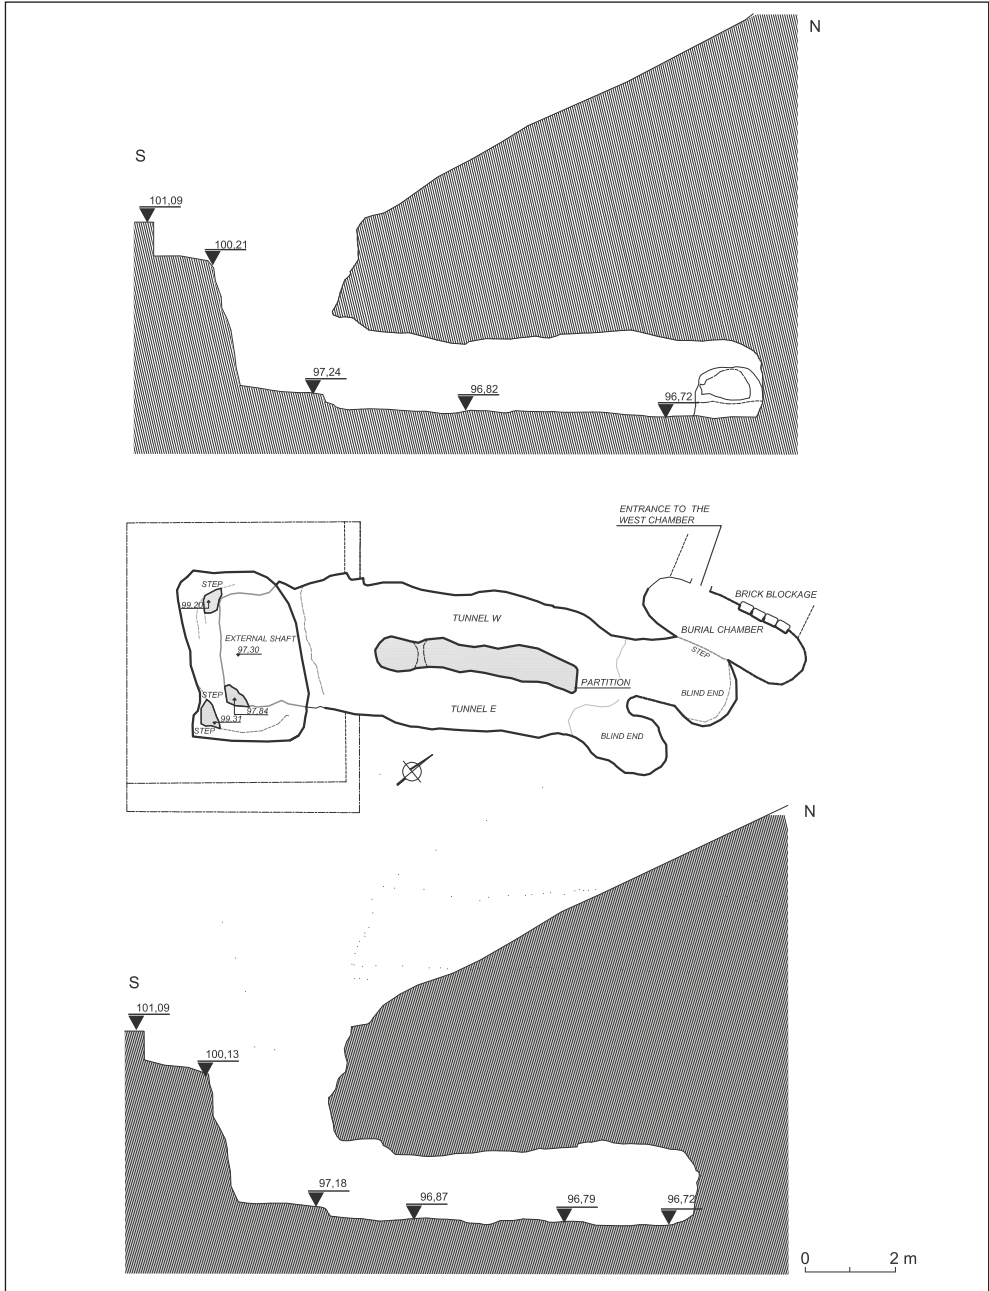 N
S
101,09
100,21
97,24
96,82
96,72
ENTRANCE TO THE
WEST CHAMBER
STEP
BRICK BLOCKAGE
99.20
TUNNEL W
BURIAL CHAMBER
EXTERNAL SHAFT
97.30
STEP
PARTITION
STEP
BLIND END
97.84
TUNNEL E
99.31
STEP
BLIND END
N
S
101,09
100,13
97,18
96,87
96,79
96,72
0 2 m